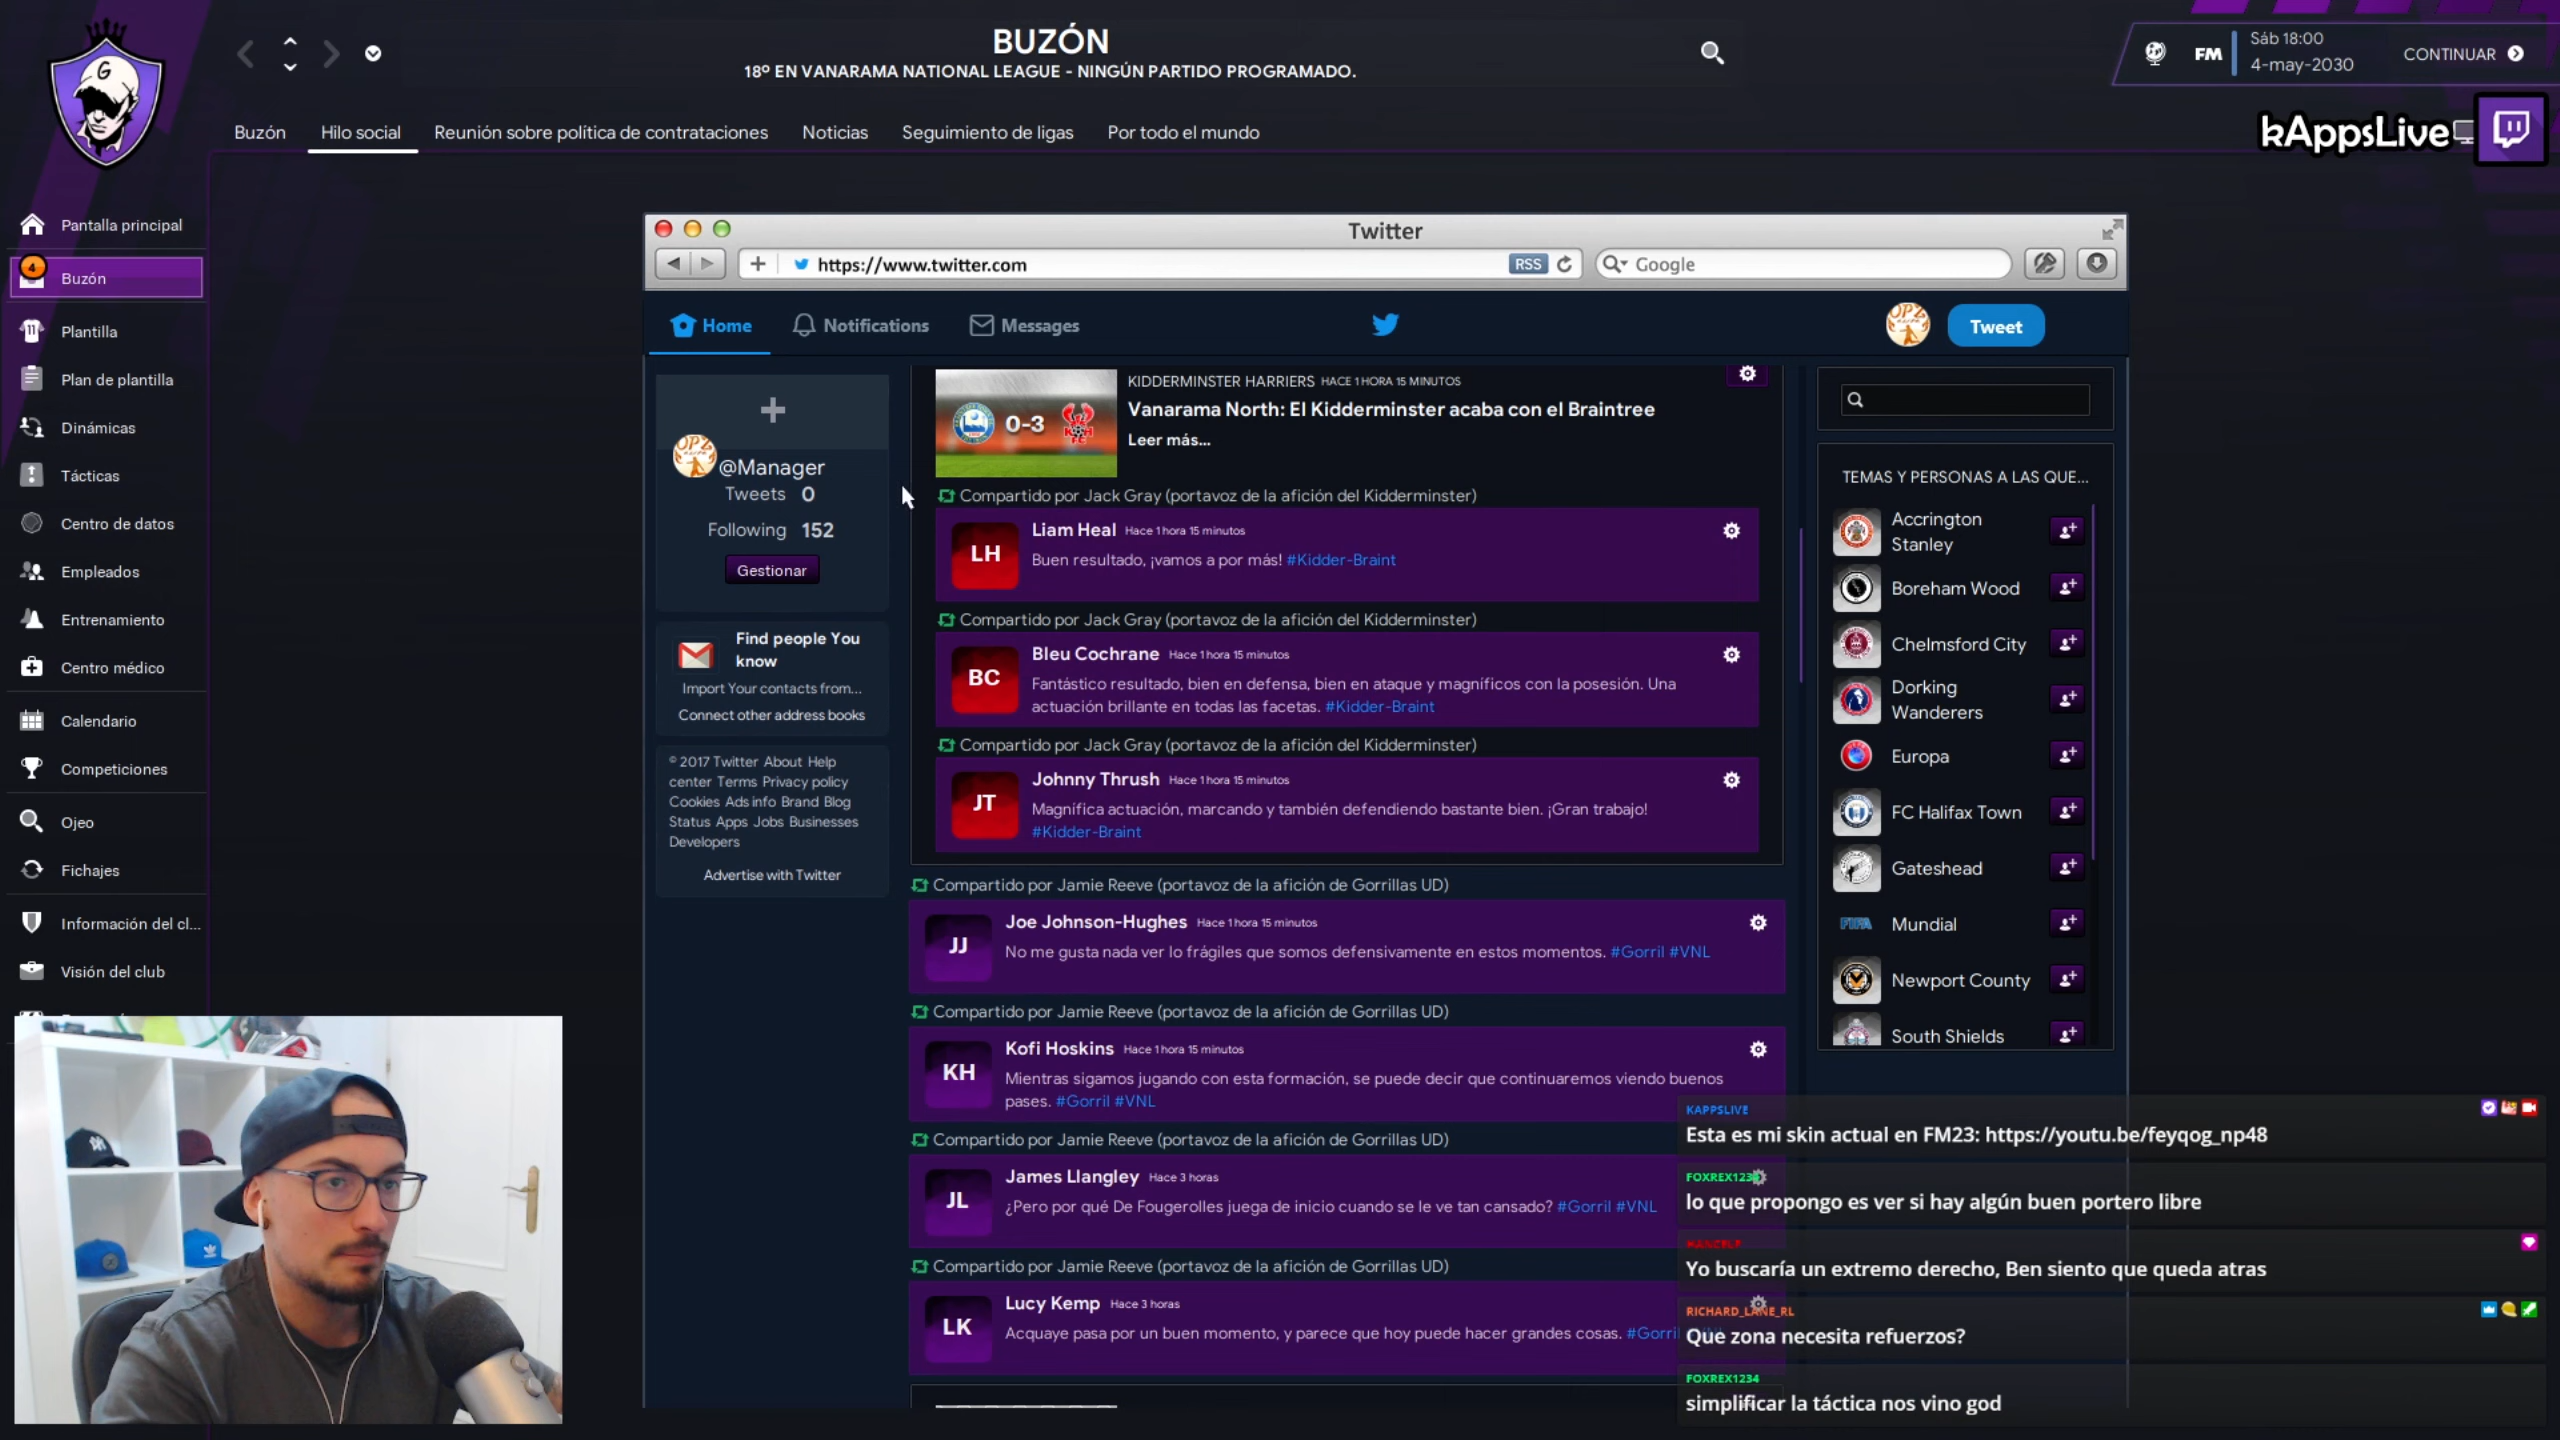 BUZÓN
18º EN VANARAMA NATIONAL LEAGUE - NINGÚN PARTIDO PROGRAMADO.
FM
Sáb 18:00
4-may-2030
CONTINUAR
G
Buzón
Hilo social
Reunión sobre política de contrataciones
Noticias
Seguimiento de ligas
Por todo el mundo
kAppsLive
Pantalla principal
4
Buzón
11
Plantilla
Plan de plantilla
Dinámicas
Tácticas
Centro de datos
Empleados
Entrenamiento
Centro médico
Calendario
Competiciones
Ojeo
Fichajes
Información del cl...
Visión del club
Twitter
https://www.twitter.com
RSS
Google
Home
Notifications
Messages
Tweet
@Manager
Tweets 0
Following 152
Gestionar
Find people You
know
Import Your contacts from...
Connect other address books
© 2017 Twitter About Help
center Terms Privacy policy
Cookies Ads info Brand Blog
Status Apps Jobs Businesses
Developers
Advertise with Twitter
0-3
KIDDERMINSTER HARRIERS HACE 1 HORA 15 MINUTOS
Vanarama North: El Kidderminster acaba con el Braintree
Leer más...
Compartido por Jack Gray (portavoz de la afición del Kidderminster)
LH
Liam Heal Hace 1 hora 15 minutos
Buen resultado, ¡vamos a por más! #Kidder-Braint
Compartido por Jack Gray (portavoz de la afición del Kidderminster)
BC
Bleu Cochrane Hace 1 hora 15 minutos
Fantástico resultado, bien en defensa, bien en ataque y magníficos con la posesión. Una
actuación brillante en todas las facetas. #Kidder-Braint
Compartido por Jack Gray (portavoz de la afición del Kidderminster)
JT
Johnny Thrush Hace 1 hora 15 minutos
Magnífica actuación, marcando y también defendiendo bastante bien. ¡Gran trabajo!
#Kidder-Braint
Compartido por Jamie Reeve (portavoz de la afición de Gorrillas UD)
JJ
Joe Johnson-Hughes Hace 1 hora 15 minutos
No me gusta nada ver lo frágiles que somos defensivamente en estos momentos. #Gorril #VNL
Compartido por Jamie Reeve (portavoz de la afición de Gorrillas UD)
KH
Kofi Hoskins Hace 1 hora 15 minutos
Mientras sigamos jugando con esta formación, se puede decir que continuaremos viendo buenos
pases. #Gorril #VNL
Compartido por Jamie Reeve (portavoz de la afición de Gorrillas UD)
JL
James Llangley Hace 3 horas
¿Pero por qué De Fougerolles juega de inicio cuando se le ve tan cansado? #Gorril #VNL
Compartido por Jamie Reeve (portavoz de la afición de Gorrillas UD)
LK
Lucy Kemp Hace 3 horas
Acquaye pasa por un buen momento, y parece que hoy puede hacer grandes cosas.
TEMAS Y PERSONAS A LAS QUE...
Accrington
Stanley
Boreham Wood
Chelmsford City
Dorking
Wanderers
Europa
FC Halifax Town
Gateshead
FIFA
Mundial
Newport County
South Shields
KAPPSLIVE
Esta es mi skin actual en FM23: https://youtu.be/feyqog_np48
lo que propongo es ver si hay algún buen portero libre
Yo buscaría un extremo derecho, Ben siento que queda atras
RICHARD_LANE_RL
Que zona necesita refuerzos?
FOXREX1234
simplificar la táctica nos vino god